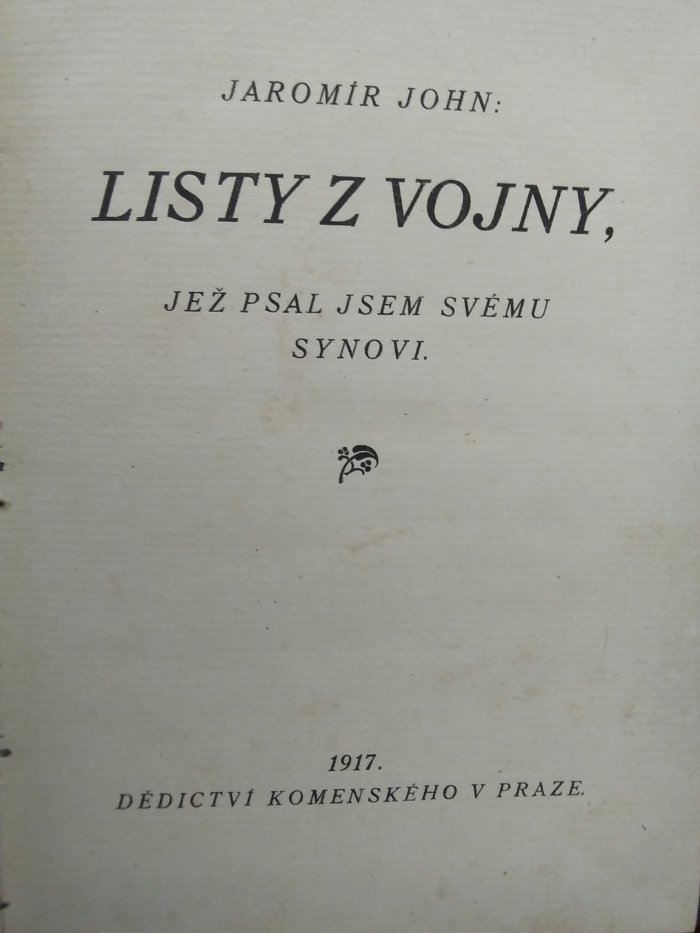 JAROMÍR JOHN:
LISTY Z VOJNY,
JEŽ PSAL JSEM SVÉMU
SYNOVI.
1917.
DĚDICTVÍ KOMENSKÉHO V PRAZE.